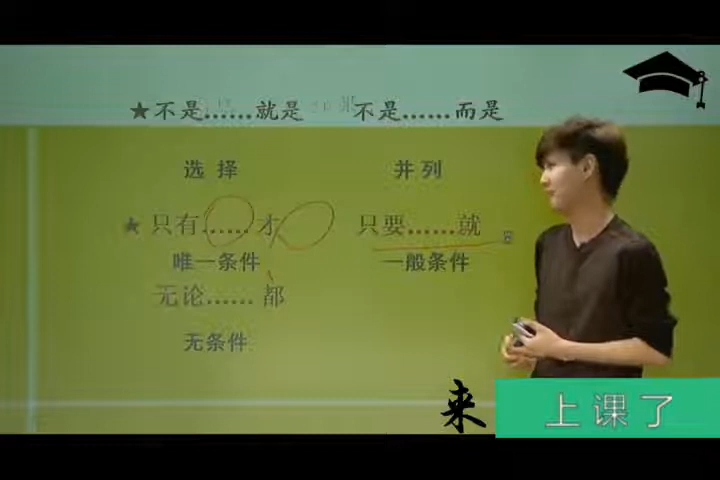 ★不是……就是 不是……而是
选择 并列
★只有……才 只要……就
唯一条件 一般条件
无论……都
无条件
来 上课了